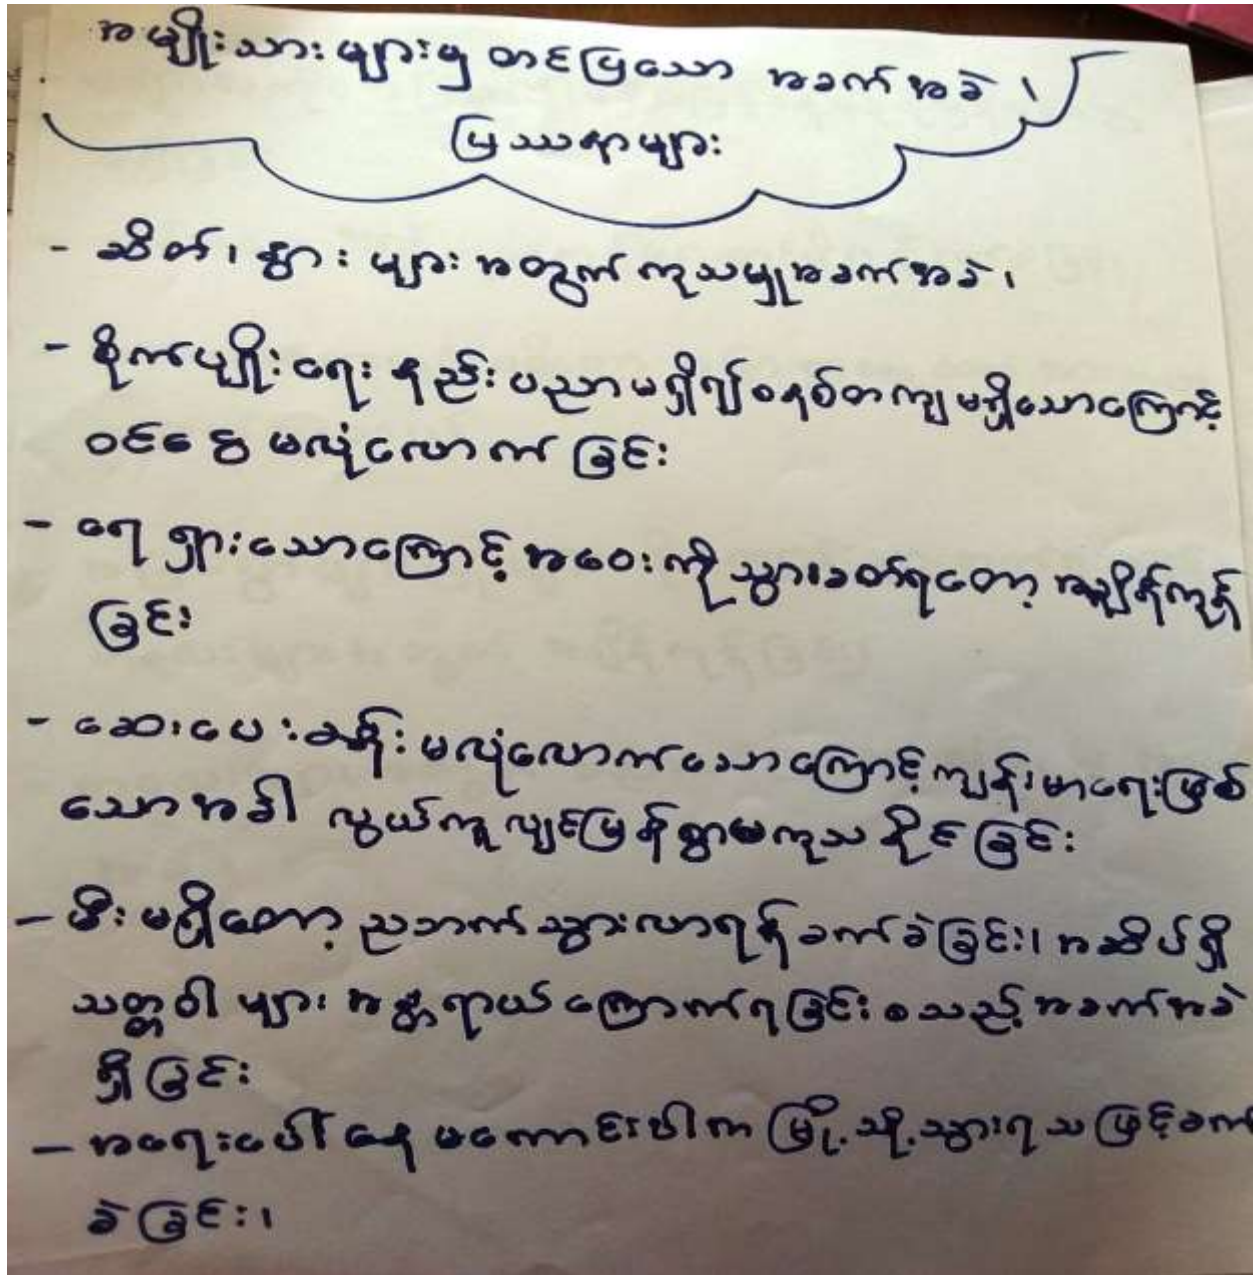 အမျိုးသားများမှ တင်ပြသော အခက်အခဲ ၊
ပြဿနာများ
- ဆိတ်၊ နွား များ အတွက် ကုသမှုအခက်အခဲ ၊
- စိုက်ပျိုးရေး နည်းပညာမရှိ၍ စနစ်တကျ မရှိသောကြောင့်
ဝင်ငွေ မလုံလောက် ခြင်း
- ရေ ရှားသောကြောင့် အဝေးကို သွားခတ်ရတော့ အချိန်ကုန်
ခြင်း
- ဆေးပေးခန်း မလုံလောက်သောကြောင့် ကျန်းမာရေးဖြစ်
သောအခါ လွယ်ကူလျင်မြန်စွာမကုသ နိုင်ခြင်း
- မီး မရှိတော့ ညဘက်သွားလာရန် ခက်ခဲခြင်း၊ အဆိပ်ရှိ
သတ္တဝါ များ အန္တရာယ် ကြောက်ရခြင်း စသည့် အခက်အခဲ
ရှိခြင်း
- အရေးပေါ် နေ မကောင်းပါက မြို့သို့သွားရသဖြင့် ခက်
ခဲခြင်း၊